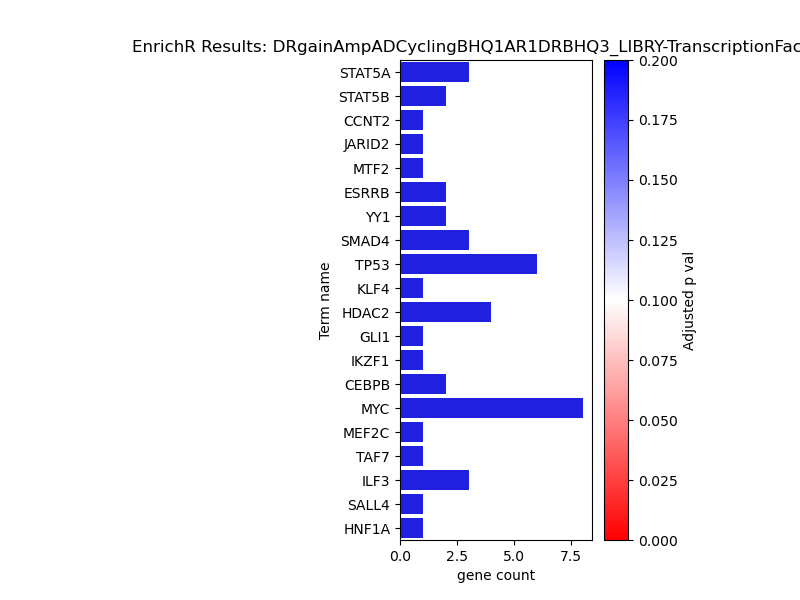 EnrichR Results: DRgainAmpADCyclingBHQ1AR1DRBHQ3_LIBRY-TranscriptionFac
STAT5A
STAT5B
CCNT2
JARID2
MTF2
ESRRB
YY1
SMAD4
TP53
KLF4
HDAC2
GLI1
IKZF1
CEBPB
MYC
MEF2C
TAF7
ILF3
SALL4
HNF1A
Term name
0.0 2.5 5.0 7.5
gene count
0.200
0.175
0.150
0.125
0.100
0.075
0.050
0.025
0.000
Adjusted p val